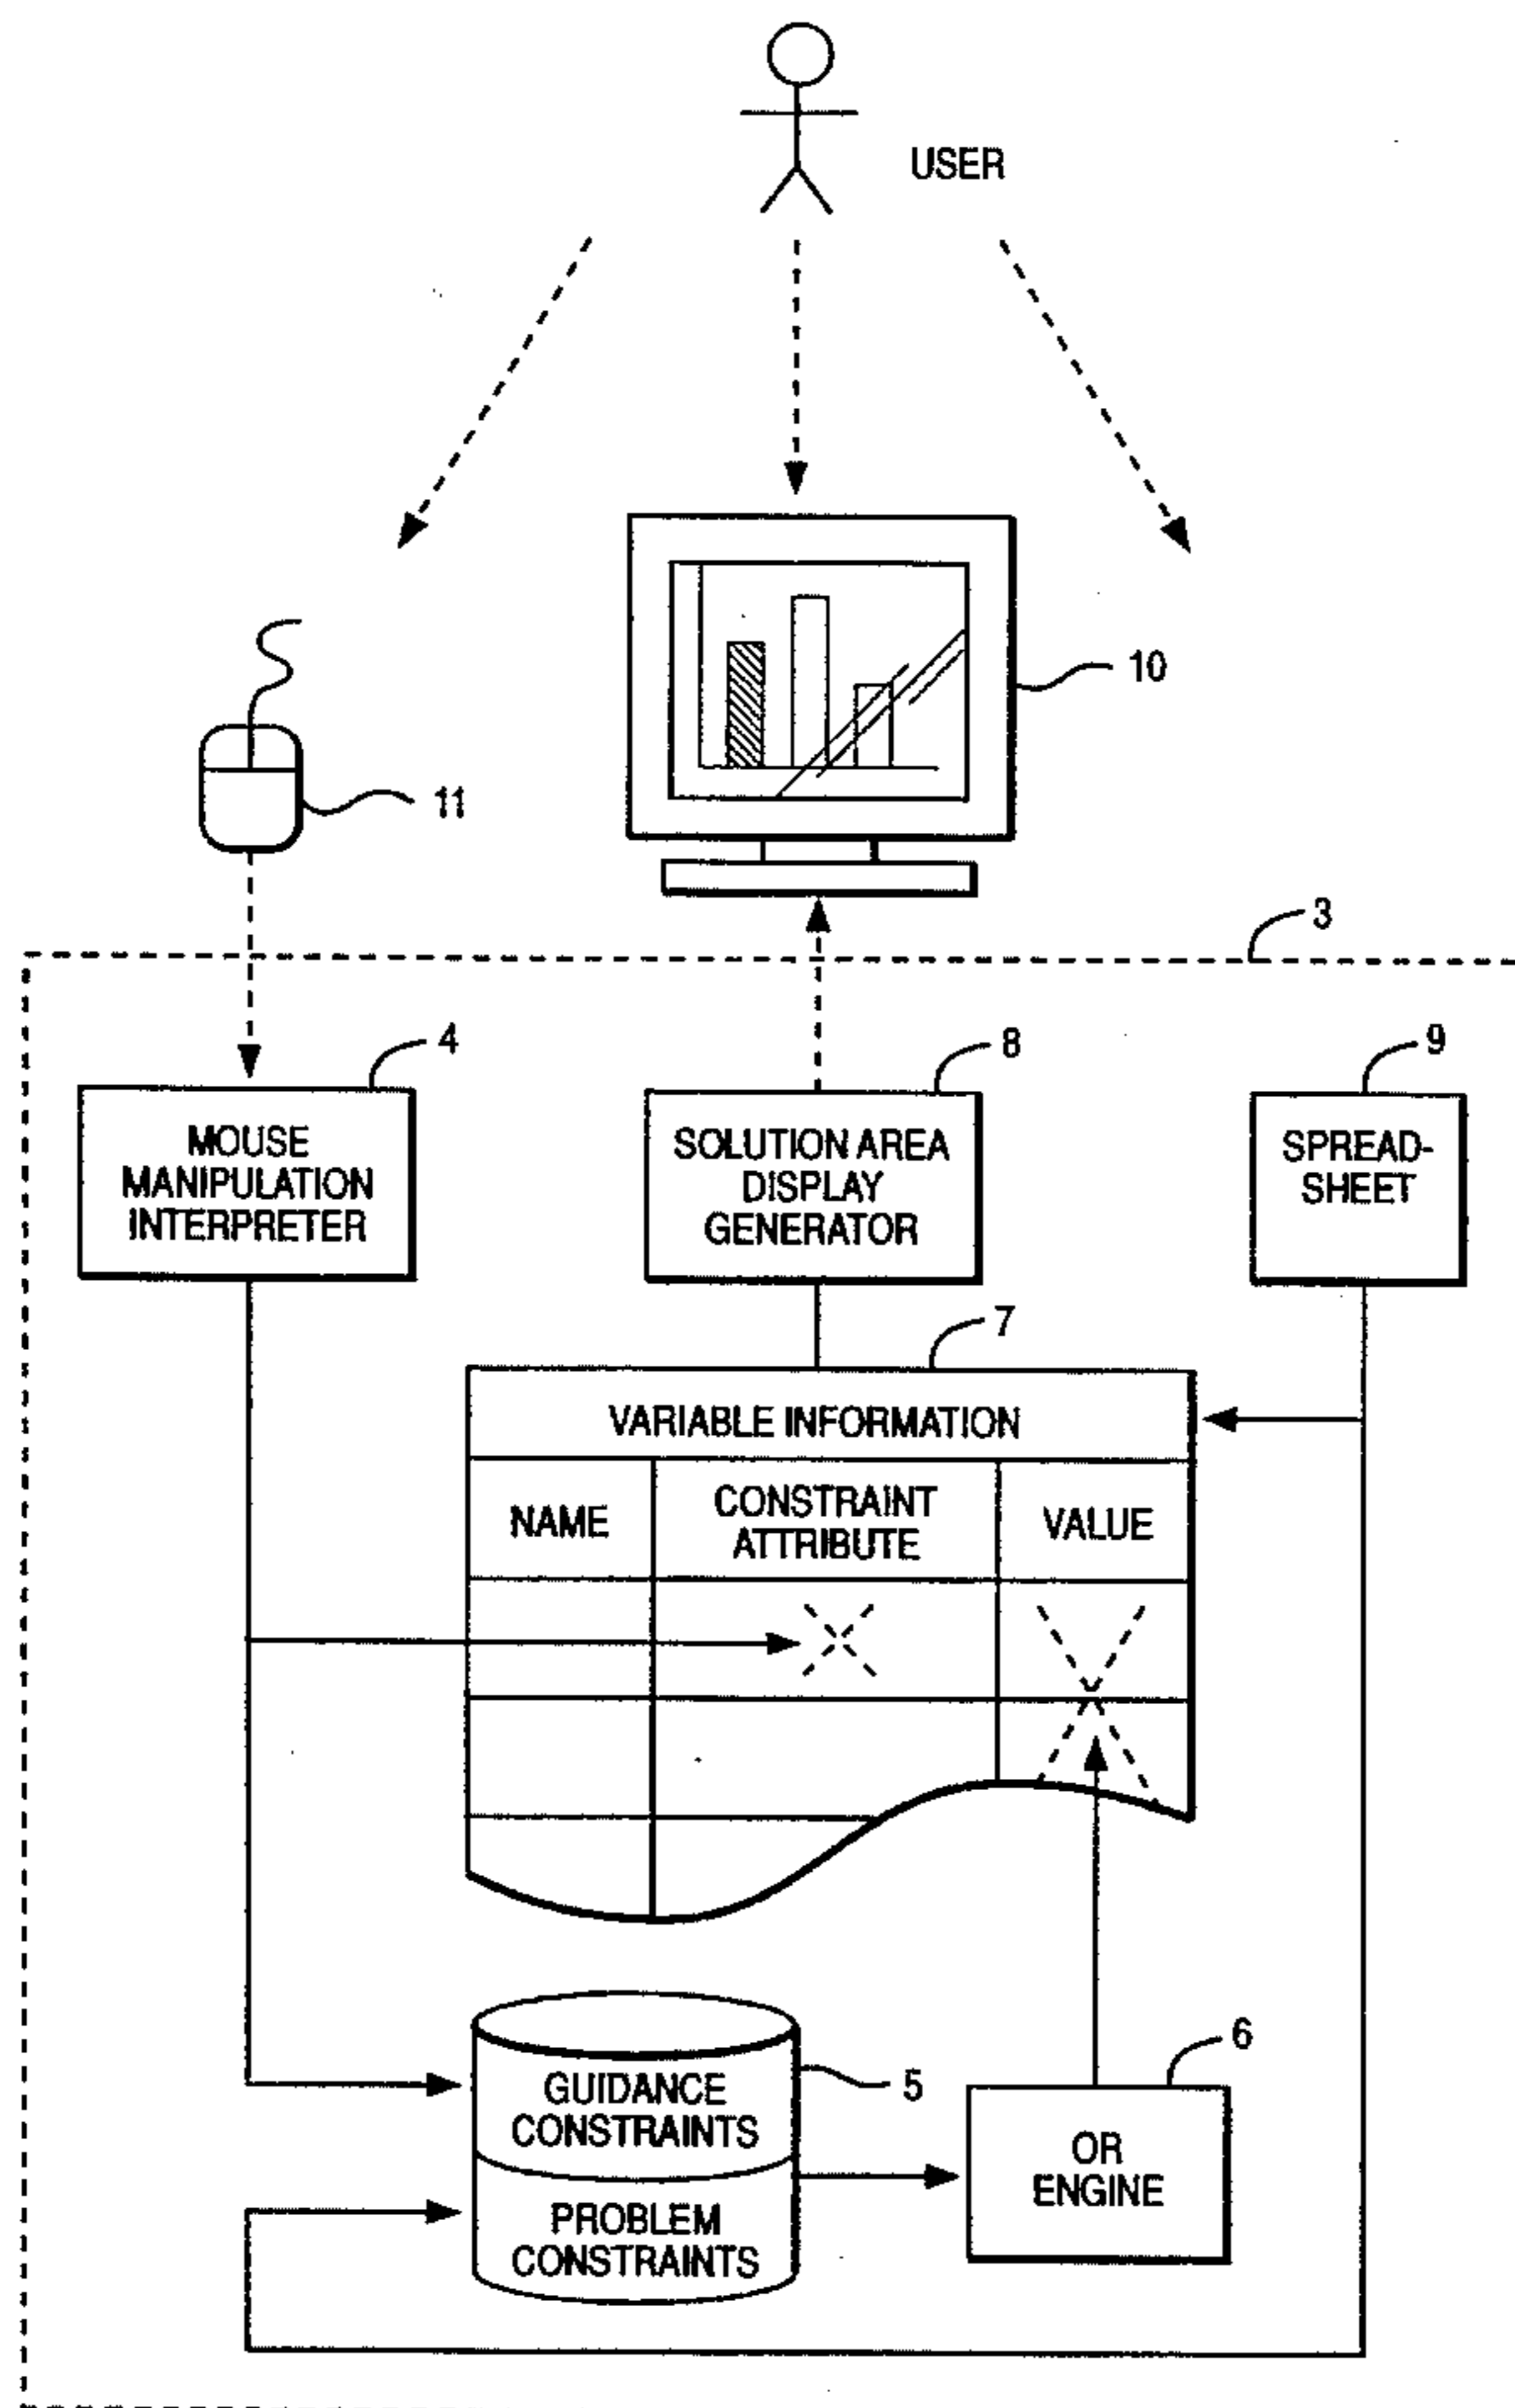 USER
10
11
3
4
8
9
MOUSE
MANIPULATION
INTERPRETER
SOLUTION AREA
DISPLAY
GENERATOR
SPREAD-
SHEET
7
VARIABLE INFORMATION
NAME
CONSTRAINT
ATTRIBUTE
VALUE
6
5
GUIDANCE
CONSTRAINTS
OR
ENGINE
PROBLEM
CONSTRAINTS